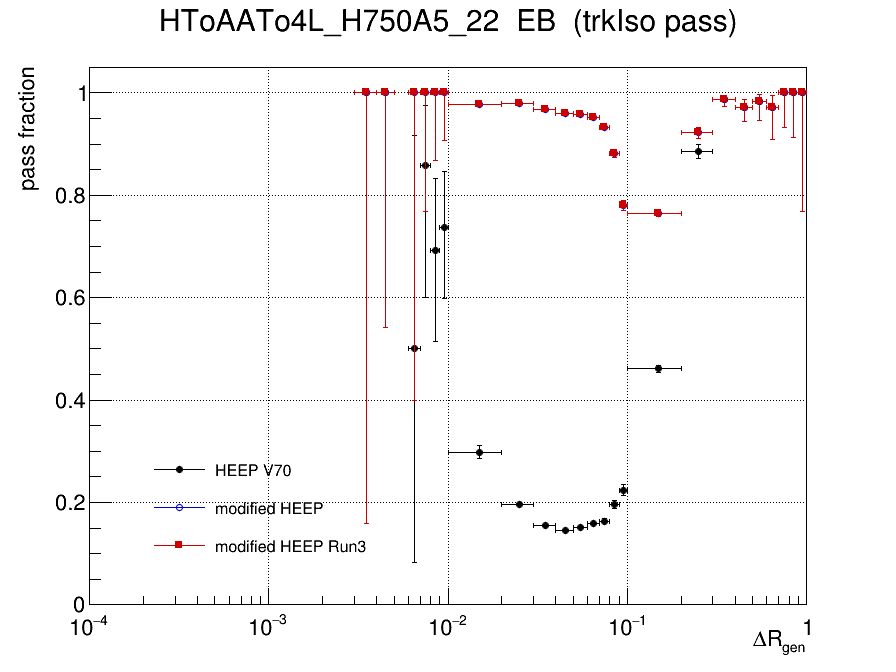 HToAATo4L_H750A5_22 EB (trkIso pass)
pass fraction
1
0.8
0.6
0.4
0.2
0
HEEP V70
modified HEEP
modified HEEP Run3
10⁻⁴
10⁻³
10⁻²
10⁻¹
1
ΔR_gen